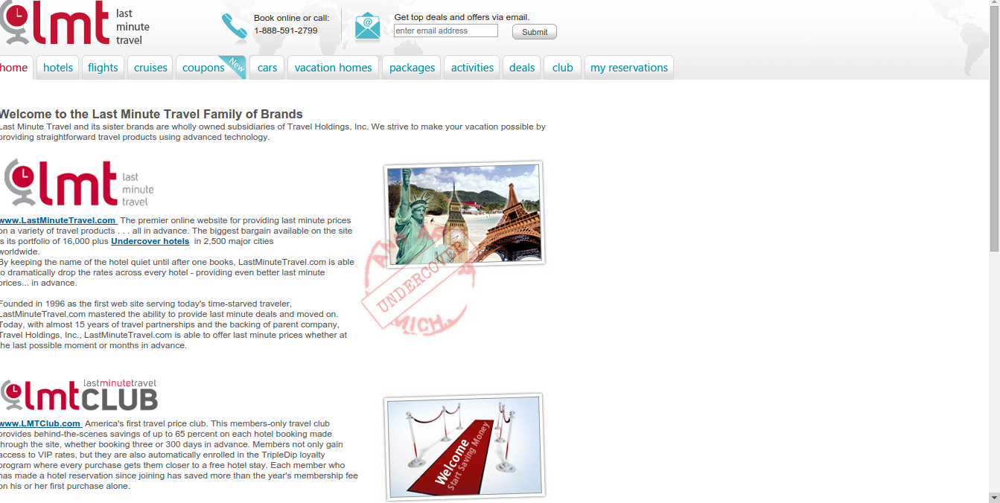 lmt last
minute
travel
Book online or call:
1-888-591-2799
Get top deals and offers via email.
enter email address
Submit
home hotels flights cruises coupons New cars vacation homes packages activities deals club my reservations
Welcome to the Last Minute Travel Family of Brands
Last Minute Travel and its sister brands are wholly owned subsidiaries of Travel Holdings, Inc. We strive to make your vacation possible by
providing straightforward travel products using advanced technology.
lmt last
minute
travel
www.LastMinuteTravel.com The premier online website for providing last minute prices
on a variety of travel products . . . all in advance. The biggest bargain available on the site
is its portfolio of 16,000 plus Undercover hotels in 2,500 major cities
worldwide.
By keeping the name of the hotel quiet until after one books, LastMinuteTravel.com is able
to dramatically drop the rates across every hotel - providing even better last minute
prices... in advance.
UNDERCOVER
Founded in 1996 as the first web site serving today's time-starved traveler,
LastMinuteTravel.com mastered the ability to provide last minute deals and moved on.
Today, with almost 15 years of travel partnerships and the backing of parent company,
Travel Holdings, Inc., LastMinuteTravel.com is able to offer last minute prices whether at
the last possible moment or months in advance.
lastminutetravel
lmtCLUB
www.LMTClub.com America's first travel price club. This members-only travel club
provides behind-the-scenes savings of up to 65 percent on each hotel booking made
through the site, whether booking three or 300 days in advance. Members not only gain
access to VIP rates, but they are also automatically enrolled in the TripleDip loyalty
program where every purchase gets them closer to a free hotel stay. Each member who
has made a hotel reservation since joining has saved more than the year's membership fee
on his or her first purchase alone.
Welcome
Start Saving Money